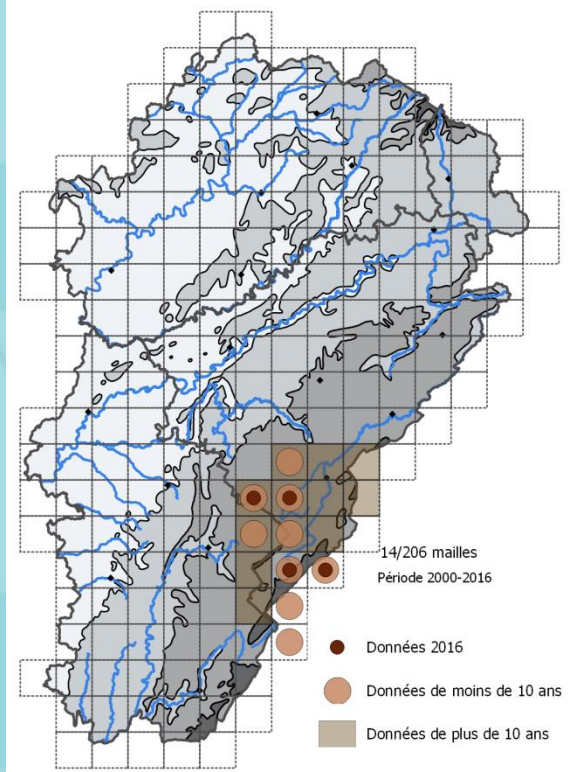 14/206 mailles
Période 2000-2016
Données 2016
Données de moins de 10 ans
Données de plus de 10 ans